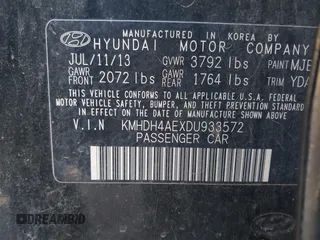 MANUFACTURED IN KOREA BY
HYUNDAI MOTOR COMPANY
JUL/11/13 GVWR 3792 lbs PAINT MJE
GAWR FRONT 2072 lbs GAWR REAR 1764 lbs TRIM YDA
THIS VEHICLE CONFORMS TO ALL APPLICABLE U.S.
FEDERAL MOTOR VEHICLE SAFETY, BUMPER, AND
THEFT PREVENTION STANDARDS IN EFFECT ON THE
DATE OF MANUFACTURE SHOWN ABOVE.
V.I.N KMHDH4AEXDU933572
PASSENGER CAR
HYUNDAI
DREAMBID